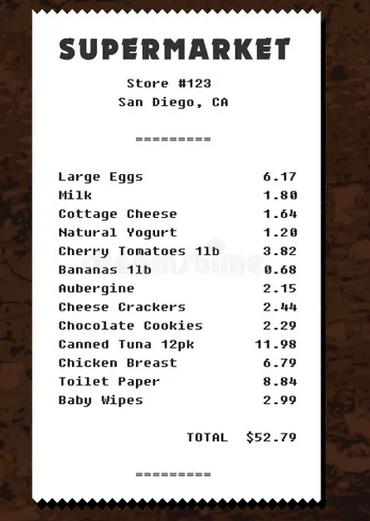 SUPERMARKET
Store #123
San Diego, CA
=========
Large Eggs 6.17
Milk 1.80
Cottage Cheese 1.64
Natural Yogurt 1.20
Cherry Tomatoes 1lb 3.82
Bananas 1lb 0.68
Aubergine 2.15
Cheese Crackers 2.44
Chocolate Cookies 2.29
Canned Tuna 12pk 11.98
Chicken Breast 6.79
Toilet Paper 8.84
Baby Wipes 2.99
TOTAL $52.79
=========